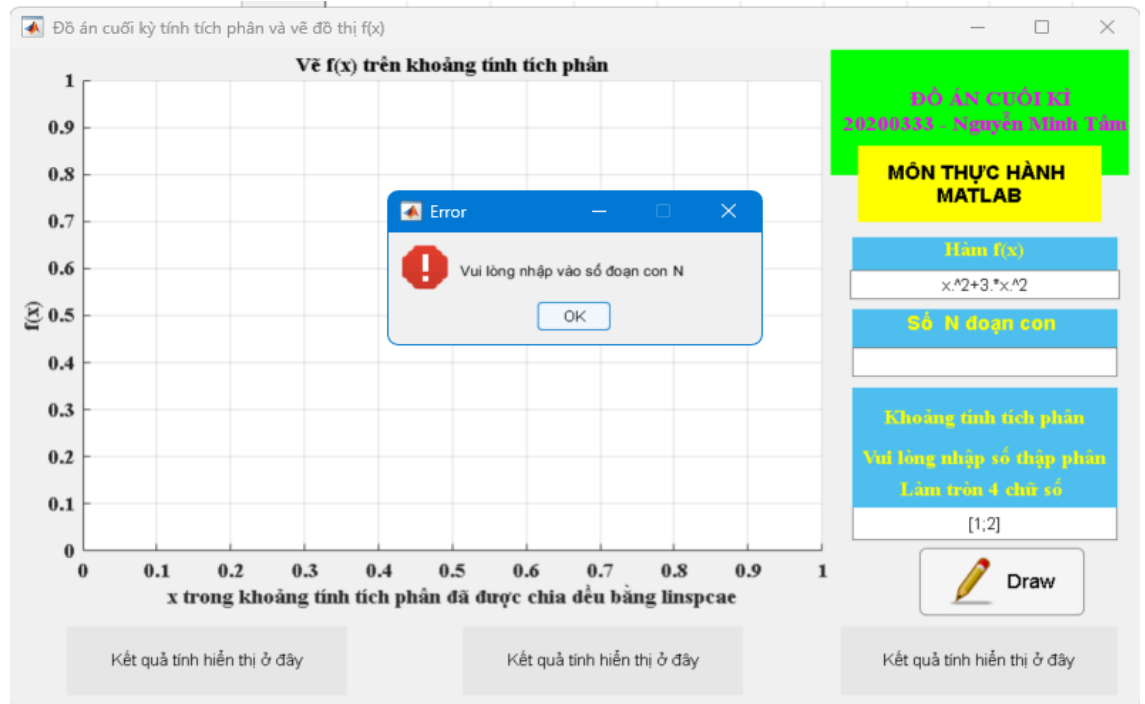 Đồ án cuối kỳ tính tích phân và vẽ đồ thị f(x)
Vẽ f(x) trên khoảng tính tích phân
1
0.9
0.8
0.7
0.6
0.5
0.4
0.3
0.2
0.1
0
f(x)
0 0.1 0.2 0.3 0.4 0.5 0.6 0.7 0.8 0.9 1
x trong khoảng tính tích phân đã được chia đều bằng linspcae
Error
Vui lòng nhập vào số đoạn con N
OK
ĐỒ ÁN CUỐI KÌ
20200333 - Nguyễn Minh Tâm
MÔN THỰC HÀNH
MATLAB
Hàm f(x)
x.^2+3.*x.^2
Số N đoạn con
Khoảng tính tích phân
Vui lòng nhập số thập phân
Làm tròn 4 chữ số
[1;2]
Draw
Kết quả tính hiển thị ở đây
Kết quả tính hiển thị ở đây
Kết quả tính hiển thị ở đây